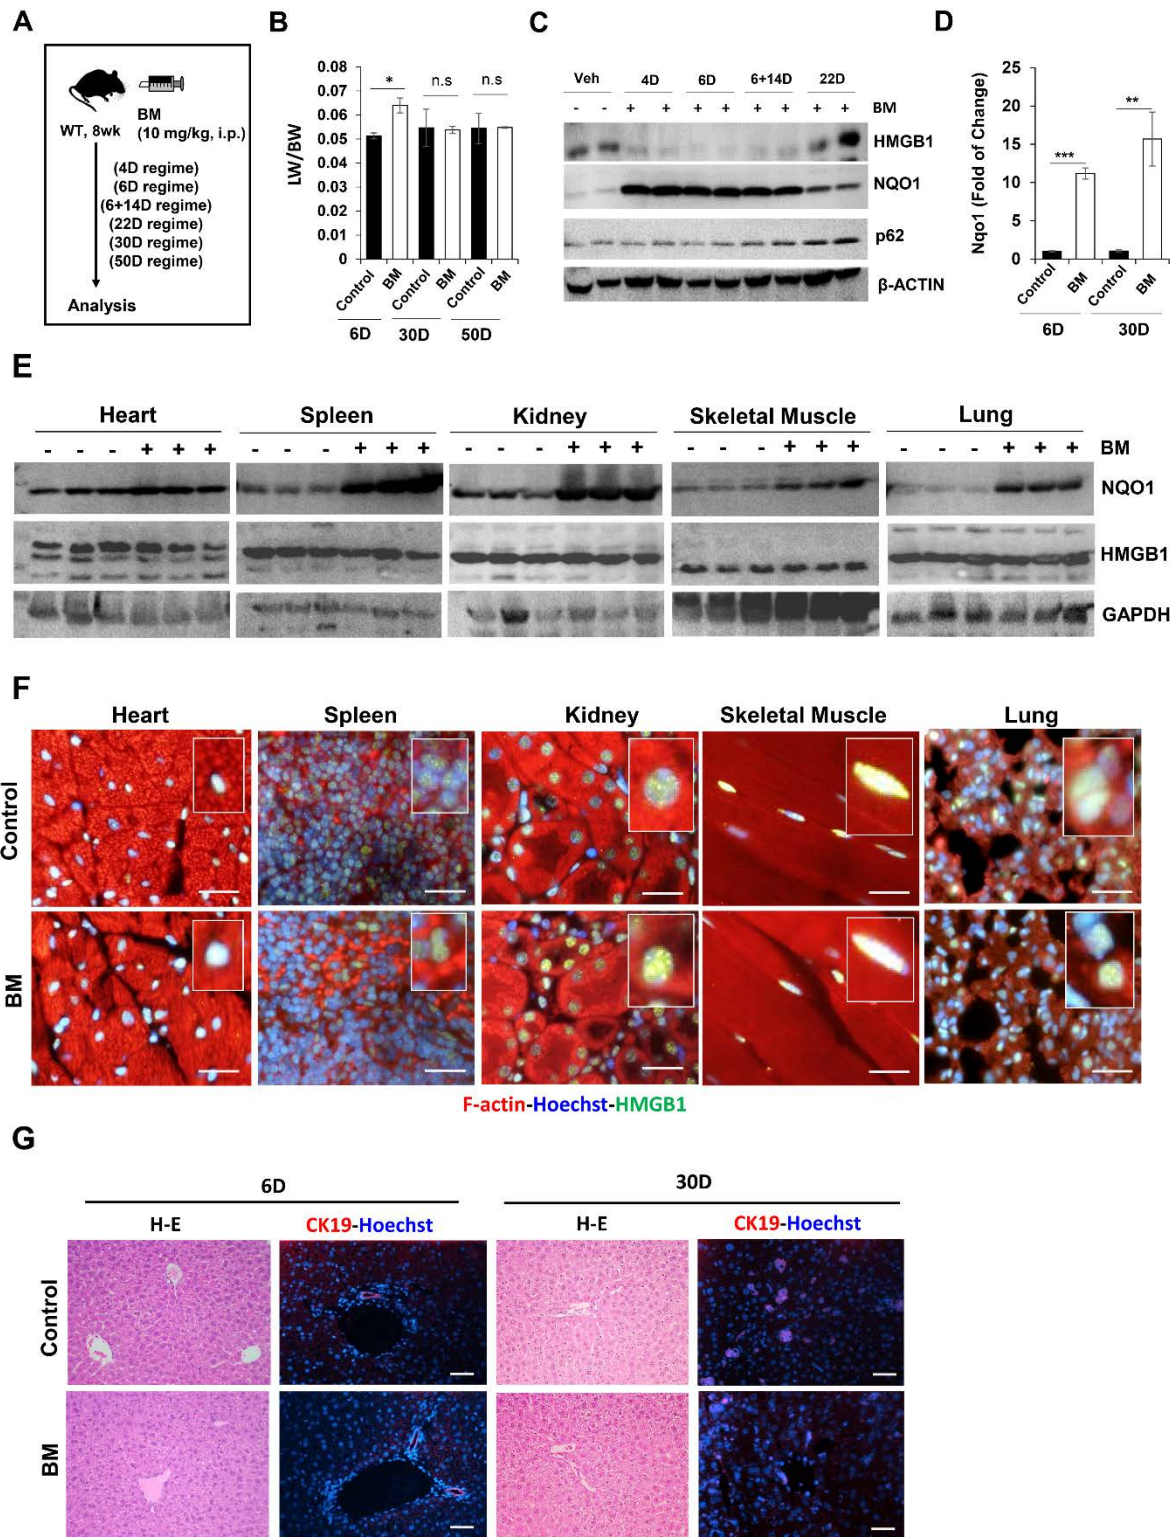 A
WT, 8wk
BM
(10 mg/kg, i.p.)
(4D regime)
(6D regime)
(6+14D regime)
(22D regime)
(30D regime)
(50D regime)
Analysis
B
LW/BW
0.08
0.07
0.06
0.05
0.04
0.03
0.02
0.01
0
*
n.s
n.s
Control
BM
Control
BM
Control
BM
6D
30D
50D
C
Veh
4D
6D
6+14D
22D
- - + + + + + + + +
BM
HMGB1
NQO1
p62
β-ACTIN
D
Nqo1 (Fold of Change)
25
20
15
10
5
0
***
**
Control
BM
Control
BM
6D
30D
E
Heart
Spleen
Kidney
Skeletal Muscle
Lung
- - - + + + - - - + + + - - - + + + - - - + + + - - - + + +
BM
NQO1
HMGB1
GAPDH
F
Heart
Spleen
Kidney
Skeletal Muscle
Lung
Control
BM
F-actin-Hoechst-HMGB1
G
6D
30D
H-E
CK19-Hoechst
H-E
CK19-Hoechst
Control
BM